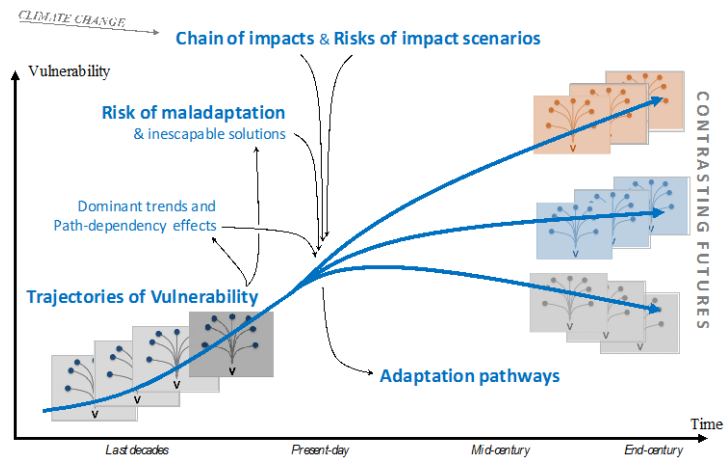 CLIMATE CHANGE
Chain of impacts & Risks of impact scenarios
Vulnerability
Risk of maladaptation
& inescapable solutions
Dominant trends and
Path-dependency effects
Trajectories of Vulnerability
V
V
V
V
V
V
V
V
V
V
V
V
V
CONTRASTING FUTURES
Adaptation pathways
Time
Last decades
Present-day
Mid-century
End-century